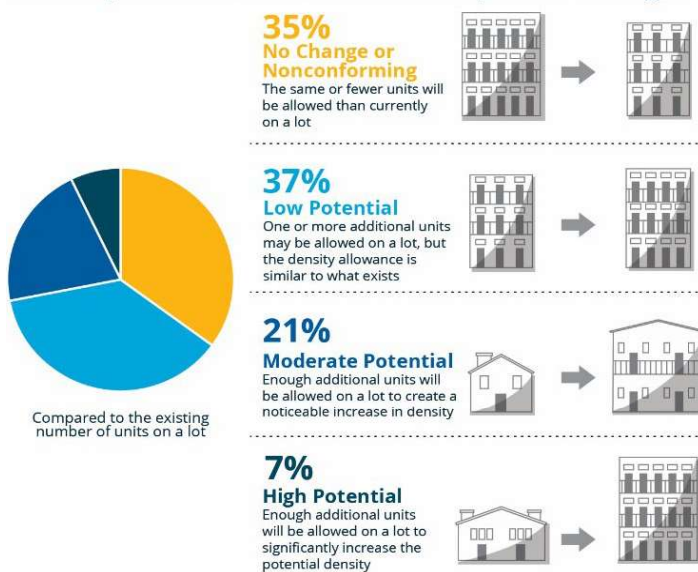 35%
No Change or
Nonconforming
The same or fewer units will
be allowed than currently
on a lot
37%
Low Potential
One or more additional units
may be allowed on a lot, but
the density allowance is
similar to what exists
21%
Moderate Potential
Enough additional units will
be allowed on a lot to create a
noticeable increase in density
Compared to the existing
number of units on a lot
7%
High Potential
Enough additional units
will be allowed on a lot to
significantly increase the
potential density